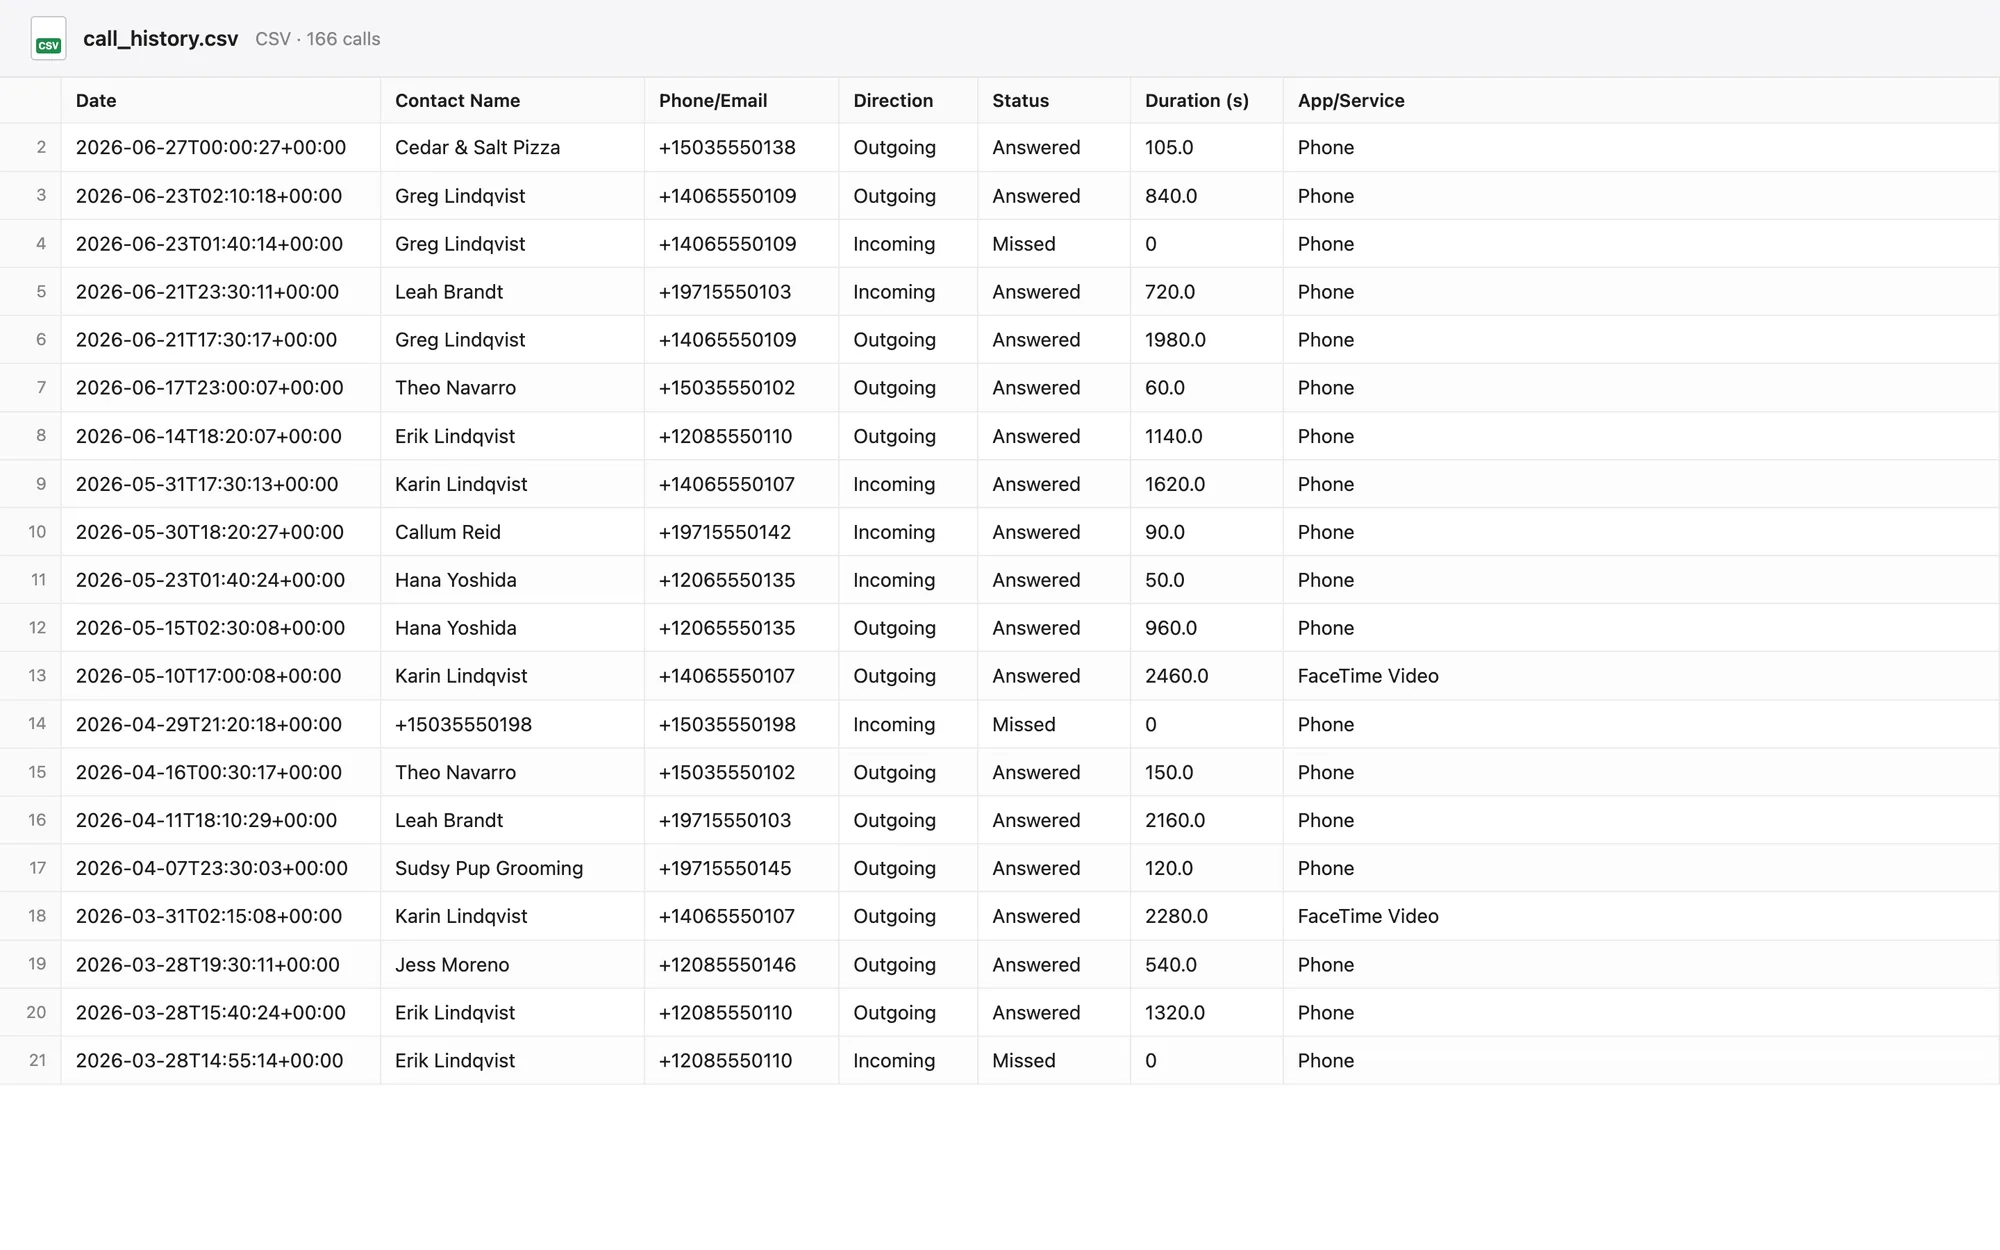 CSV call_history.csv CSV · 166 calls
Date Contact Name Phone/Email Direction Status Duration (s) App/Service
2 2026-06-27T00:00:27+00:00 Cedar & Salt Pizza +15035550138 Outgoing Answered 105.0 Phone
3 2026-06-23T02:10:18+00:00 Greg Lindqvist +14065550109 Outgoing Answered 840.0 Phone
4 2026-06-23T01:40:14+00:00 Greg Lindqvist +14065550109 Incoming Missed 0 Phone
5 2026-06-21T23:30:11+00:00 Leah Brandt +19715550103 Incoming Answered 720.0 Phone
6 2026-06-21T17:30:17+00:00 Greg Lindqvist +14065550109 Outgoing Answered 1980.0 Phone
7 2026-06-17T23:00:07+00:00 Theo Navarro +15035550102 Outgoing Answered 60.0 Phone
8 2026-06-14T18:20:07+00:00 Erik Lindqvist +12085550110 Outgoing Answered 1140.0 Phone
9 2026-05-31T17:30:13+00:00 Karin Lindqvist +14065550107 Incoming Answered 1620.0 Phone
10 2026-05-30T18:20:27+00:00 Callum Reid +19715550142 Incoming Answered 90.0 Phone
11 2026-05-23T01:40:24+00:00 Hana Yoshida +12065550135 Incoming Answered 50.0 Phone
12 2026-05-15T02:30:08+00:00 Hana Yoshida +12065550135 Outgoing Answered 960.0 Phone
13 2026-05-10T17:00:08+00:00 Karin Lindqvist +14065550107 Outgoing Answered 2460.0 FaceTime Video
14 2026-04-29T21:20:18+00:00 +15035550198 +15035550198 Incoming Missed 0 Phone
15 2026-04-16T00:30:17+00:00 Theo Navarro +15035550102 Outgoing Answered 150.0 Phone
16 2026-04-11T18:10:29+00:00 Leah Brandt +19715550103 Outgoing Answered 2160.0 Phone
17 2026-04-07T23:30:03+00:00 Sudsy Pup Grooming +19715550145 Outgoing Answered 120.0 Phone
18 2026-03-31T02:15:08+00:00 Karin Lindqvist +14065550107 Outgoing Answered 2280.0 FaceTime Video
19 2026-03-28T19:30:11+00:00 Jess Moreno +12085550146 Outgoing Answered 540.0 Phone
20 2026-03-28T15:40:24+00:00 Erik Lindqvist +12085550110 Outgoing Answered 1320.0 Phone
21 2026-03-28T14:55:14+00:00 Erik Lindqvist +12085550110 Incoming Missed 0 Phone